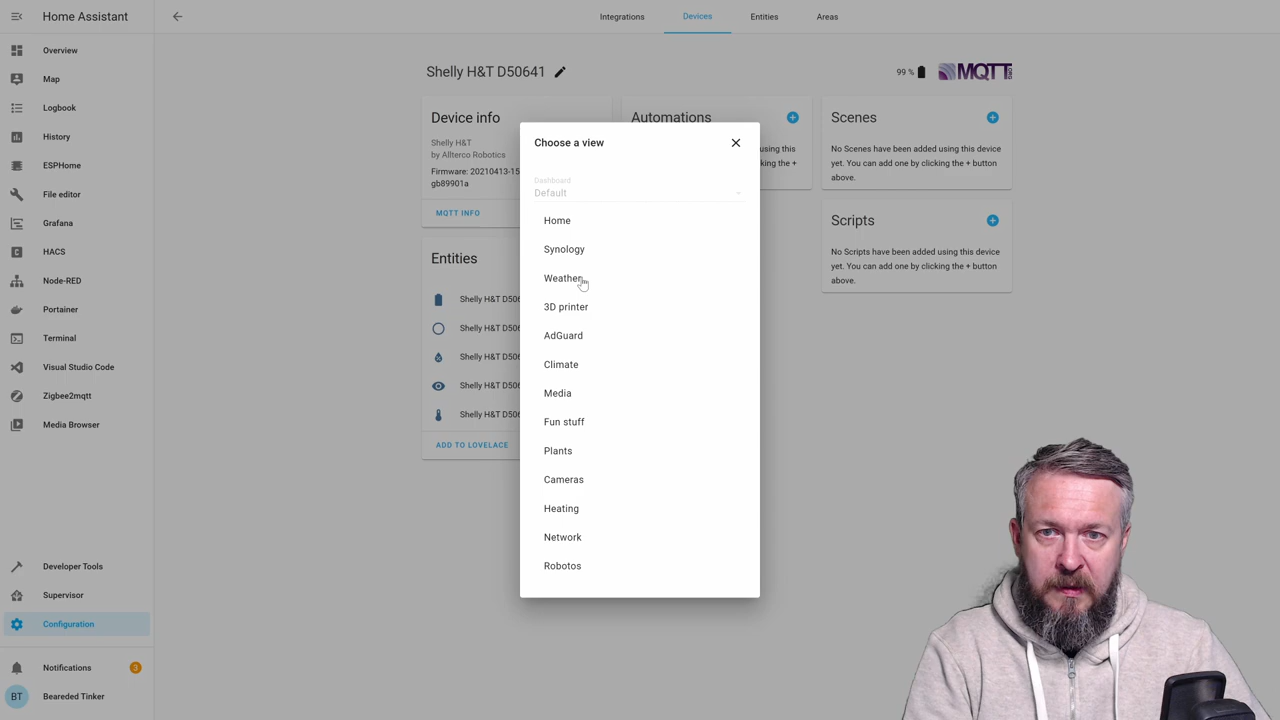 Home Assistant
Integrations
Devices
Entities
Areas
Overview
Map
Logbook
History
ESPHome
File editor
Grafana
HACS
Node-RED
Portainer
Terminal
Visual Studio Code
Zigbee2mqtt
Media Browser
Developer Tools
Supervisor
Configuration
Notifications
3
BT
Beareded Tinker
Shelly H&T D50641
99 %
MQTT
Device info
Shelly H&T
by Allterco Robotics
Firmware: 20210413-15
gb89901a
MQTT INFO
Entities
Shelly H&T D506
Shelly H&T D506
Shelly H&T D506
Shelly H&T D506
Shelly H&T D506
ADD TO LOVELACE
Automations
using this
king the +
Choose a view
Dashboard
Default
Home
Synology
Weather
3D printer
AdGuard
Climate
Media
Fun stuff
Plants
Cameras
Heating
Network
Robotos
Scenes
No Scenes have been added using this device
yet. You can add one by clicking the + button
above.
Scripts
No Scripts have been added using this device
yet. You can add one by clicking the + button
above.